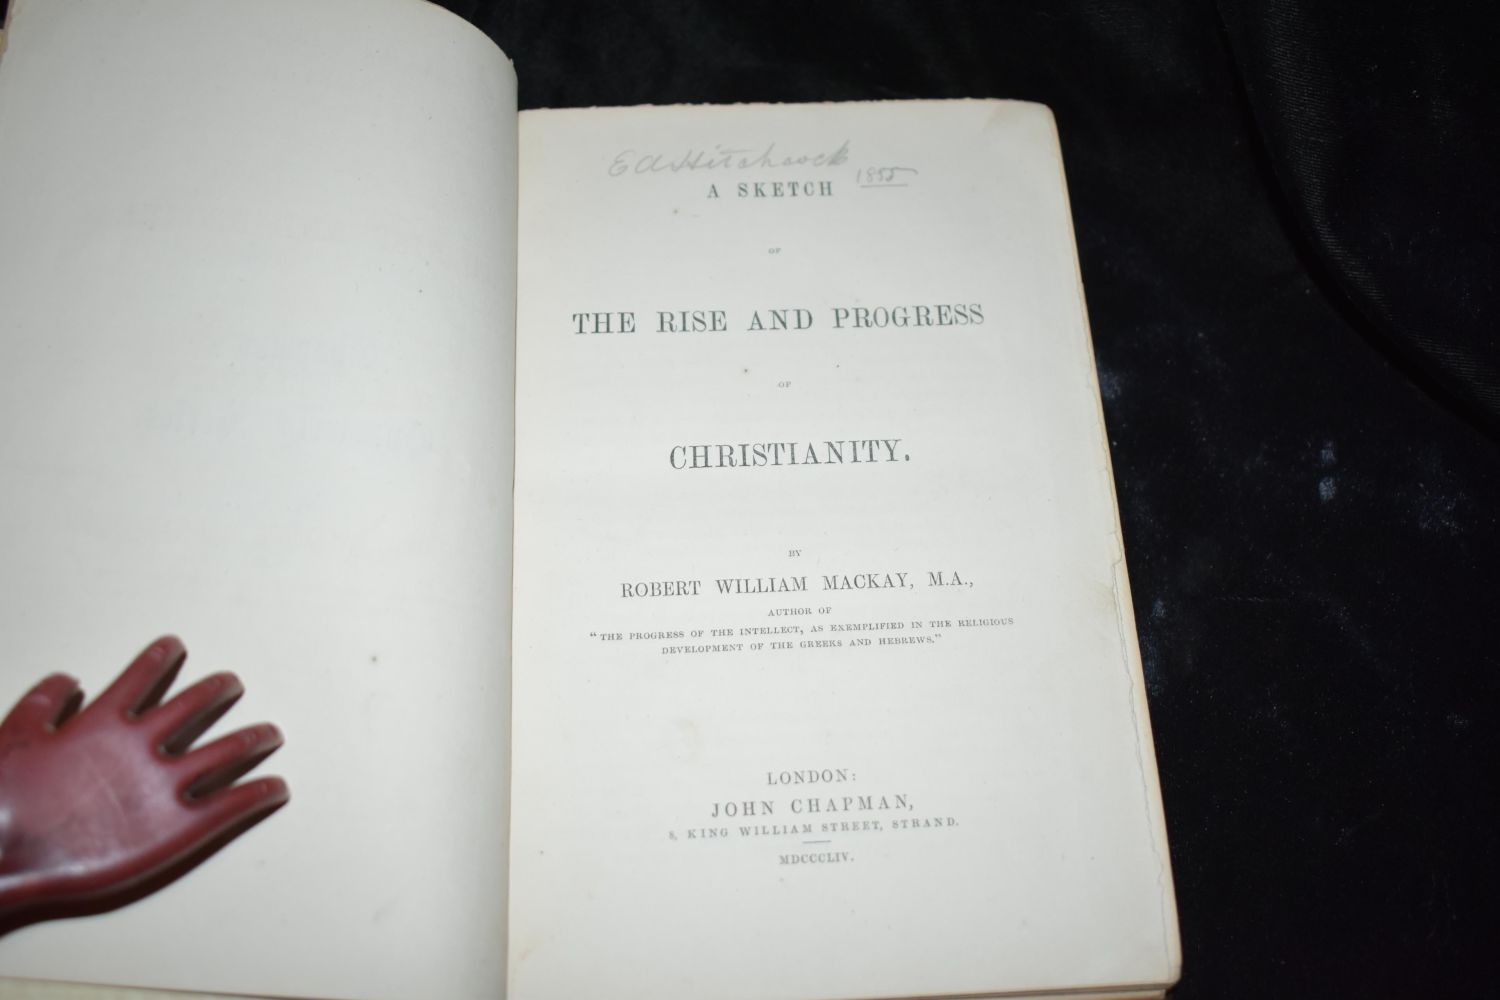 E A Hitchcock
1855
A SKETCH
OF
THE RISE AND PROGRESS
OF
CHRISTIANITY.
BY
ROBERT WILLIAM MACKAY, M.A.,
AUTHOR OF
"THE PROGRESS OF THE INTELLECT, AS EXEMPLIFIED IN THE RELIGIOUS
DEVELOPMENT OF THE GREEKS AND HEBREWS."
LONDON:
JOHN CHAPMAN,
8, KING WILLIAM STREET, STRAND.
MDCCCLIV.